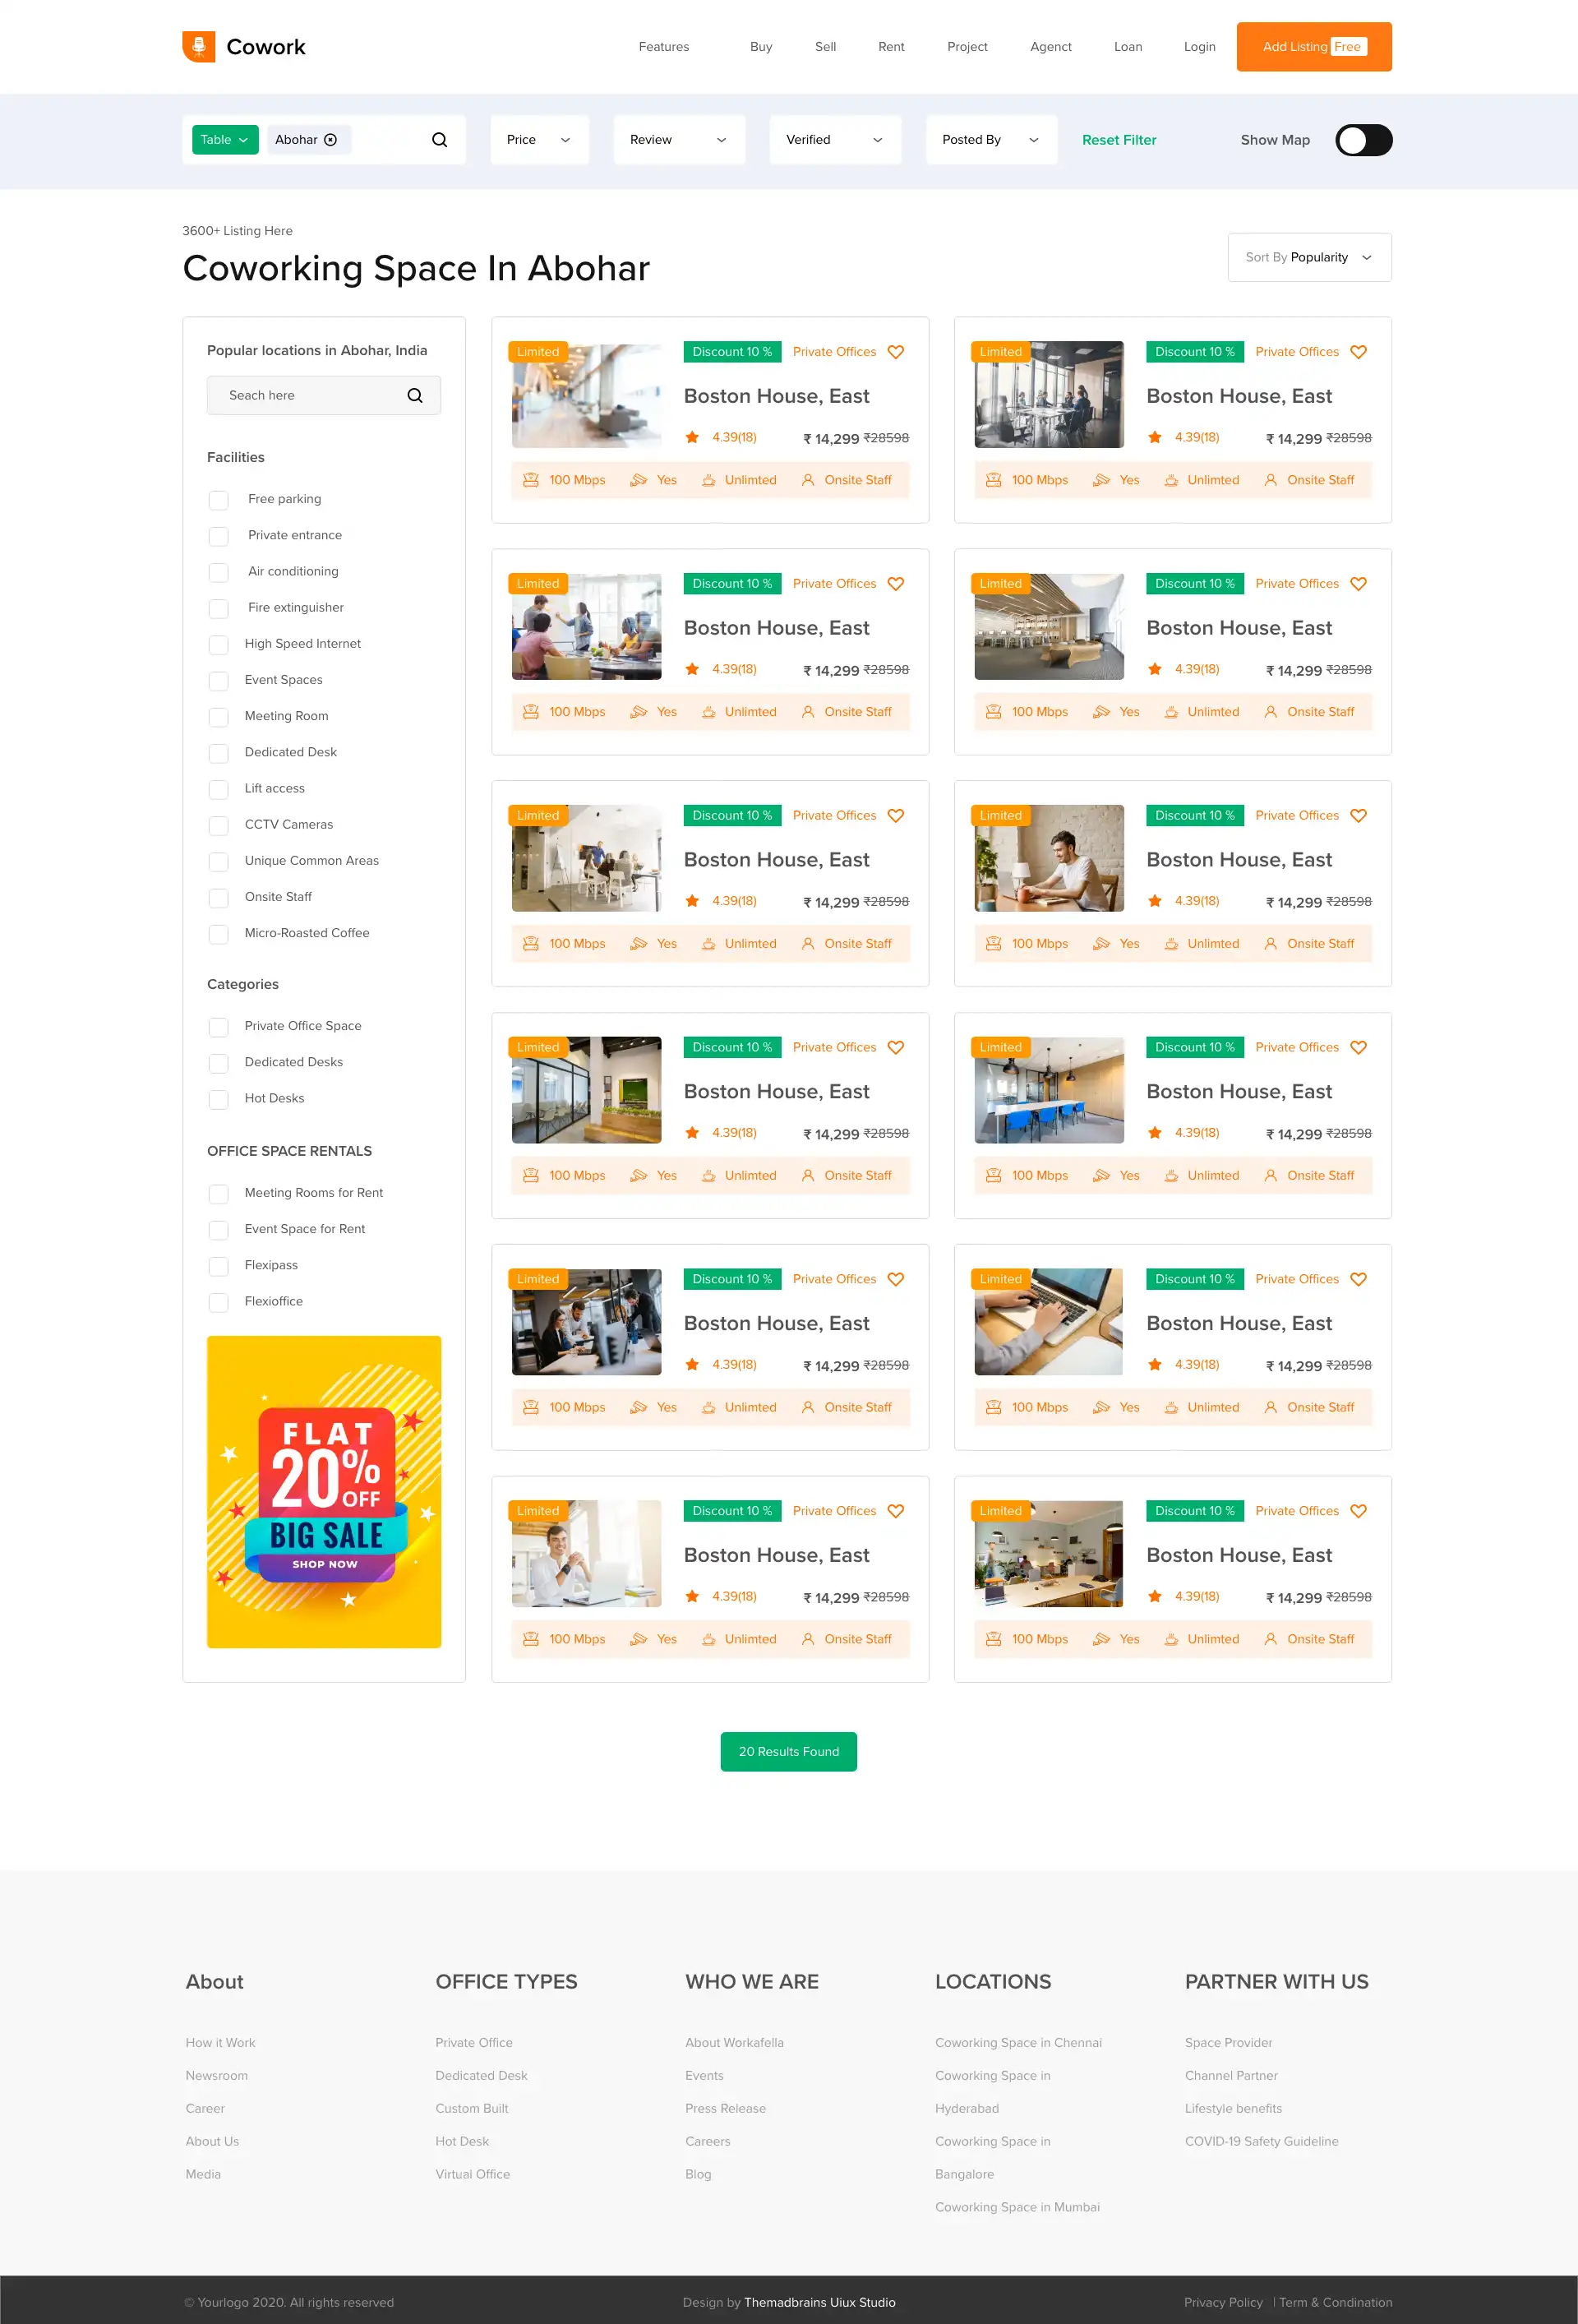 Cowork
Features Buy Sell Rent Project Agenct Loan Login Add Listing Free
Table Abohar Price Review Verified Posted By Reset Filter Show Map
3600+ Listing Here
Coworking Space In Abohar
Sort By Popularity
Popular locations in Abohar, India
Seach here
Facilities
Free parking
Private entrance
Air conditioning
Fire extinguisher
High Speed Internet
Event Spaces
Meeting Room
Dedicated Desk
Lift access
CCTV Cameras
Unique Common Areas
Onsite Staff
Micro-Roasted Coffee
Categories
Private Office Space
Dedicated Desks
Hot Desks
OFFICE SPACE RENTALS
Meeting Rooms for Rent
Event Space for Rent
Flexipass
Flexioffice
FLAT
20%
OFF
BIG SALE
SHOP NOW
Limited Discount 10 % Private Offices
Boston House, East
4.39(18) ₹ 14,299 ₹28598
100 Mbps Yes Unlimted Onsite Staff
Limited Discount 10 % Private Offices
Boston House, East
4.39(18) ₹ 14,299 ₹28598
100 Mbps Yes Unlimted Onsite Staff
Limited Discount 10 % Private Offices
Boston House, East
4.39(18) ₹ 14,299 ₹28598
100 Mbps Yes Unlimted Onsite Staff
Limited Discount 10 % Private Offices
Boston House, East
4.39(18) ₹ 14,299 ₹28598
100 Mbps Yes Unlimted Onsite Staff
Limited Discount 10 % Private Offices
Boston House, East
4.39(18) ₹ 14,299 ₹28598
100 Mbps Yes Unlimted Onsite Staff
Limited Discount 10 % Private Offices
Boston House, East
4.39(18) ₹ 14,299 ₹28598
100 Mbps Yes Unlimted Onsite Staff
Limited Discount 10 % Private Offices
Boston House, East
4.39(18) ₹ 14,299 ₹28598
100 Mbps Yes Unlimted Onsite Staff
Limited Discount 10 % Private Offices
Boston House, East
4.39(18) ₹ 14,299 ₹28598
100 Mbps Yes Unlimted Onsite Staff
Limited Discount 10 % Private Offices
Boston House, East
4.39(18) ₹ 14,299 ₹28598
100 Mbps Yes Unlimted Onsite Staff
Limited Discount 10 % Private Offices
Boston House, East
4.39(18) ₹ 14,299 ₹28598
100 Mbps Yes Unlimted Onsite Staff
Limited Discount 10 % Private Offices
Boston House, East
4.39(18) ₹ 14,299 ₹28598
100 Mbps Yes Unlimted Onsite Staff
Limited Discount 10 % Private Offices
Boston House, East
4.39(18) ₹ 14,299 ₹28598
100 Mbps Yes Unlimted Onsite Staff
20 Results Found
About
How it Work
Newsroom
Career
About Us
Media
OFFICE TYPES
Private Office
Dedicated Desk
Custom Built
Hot Desk
Virtual Office
WHO WE ARE
About Workafella
Events
Press Release
Careers
Blog
LOCATIONS
Coworking Space in Chennai
Coworking Space in
Hyderabad
Coworking Space in
Bangalore
Coworking Space in Mumbai
PARTNER WITH US
Space Provider
Channel Partner
Lifestyle benefits
COVID-19 Safety Guideline
© Yourlogo 2020. All rights reserved
Design by Themadbrains Uiux Studio
Privacy Policy | Term & Condination